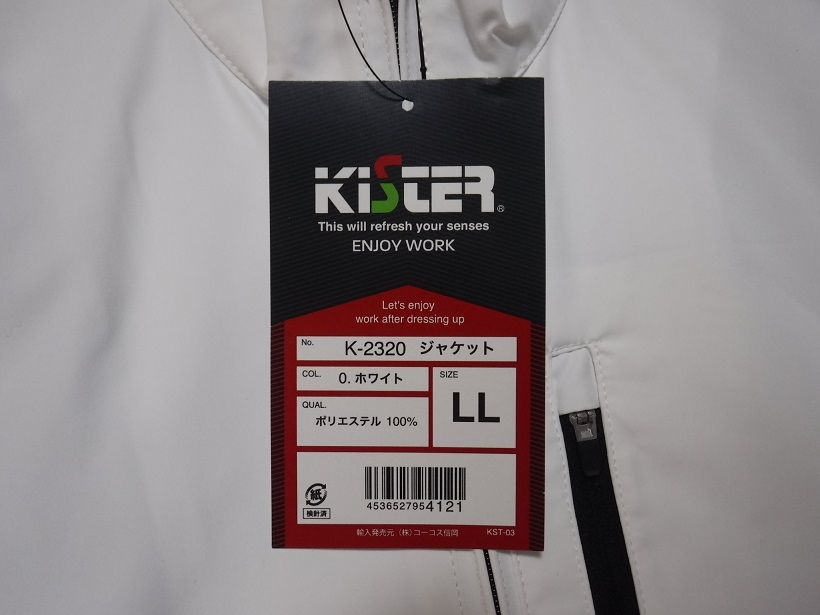 KISTER®
This will refresh your senses
ENJOY WORK
Let's enjoy
work after dressing up
No. K-2320 ジャケット
COL. 0. ホワイト
SIZE LL
QUAL. ポリエステル 100%
紙
検針済
4536527954121
輸入発売元 (株) コーコス信岡
KST-03